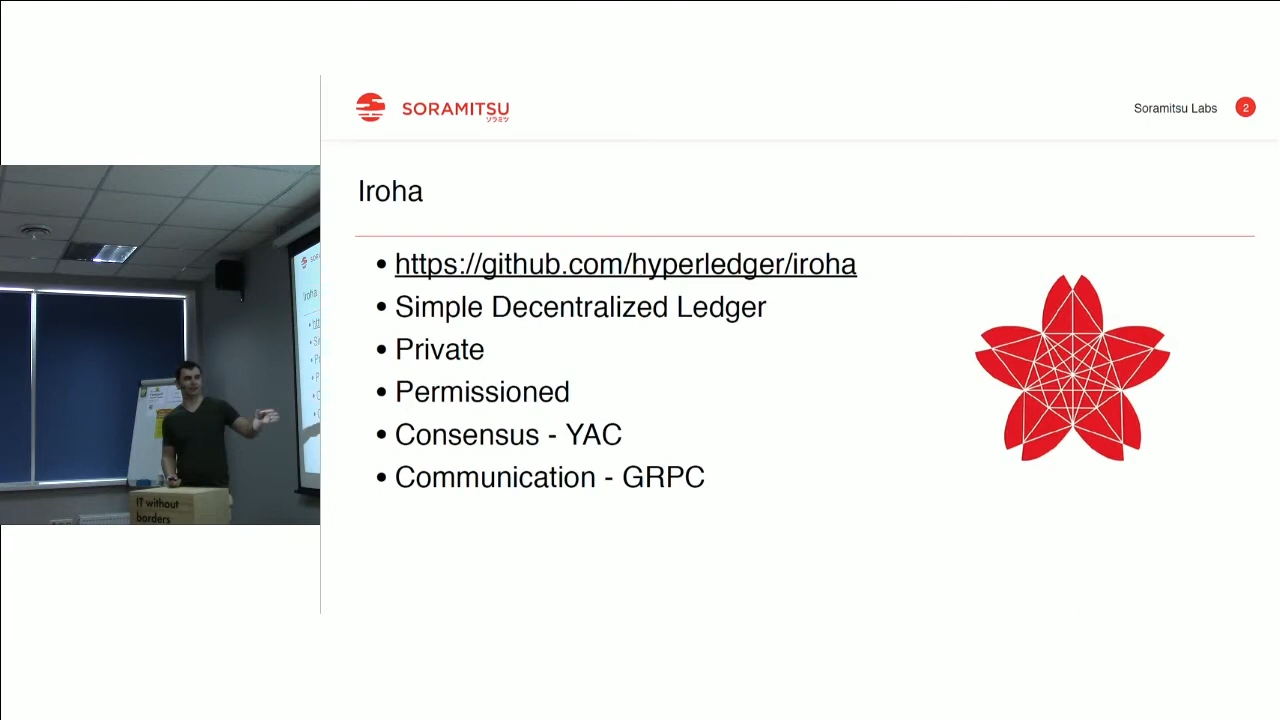 SORAMITSU
ソラミツ
Soramitsu Labs
2
Iroha
• https://github.com/hyperledger/iroha
• Simple Decentralized Ledger
• Private
• Permissioned
• Consensus - YAC
• Communication - GRPC
Iroha
IT without
borders